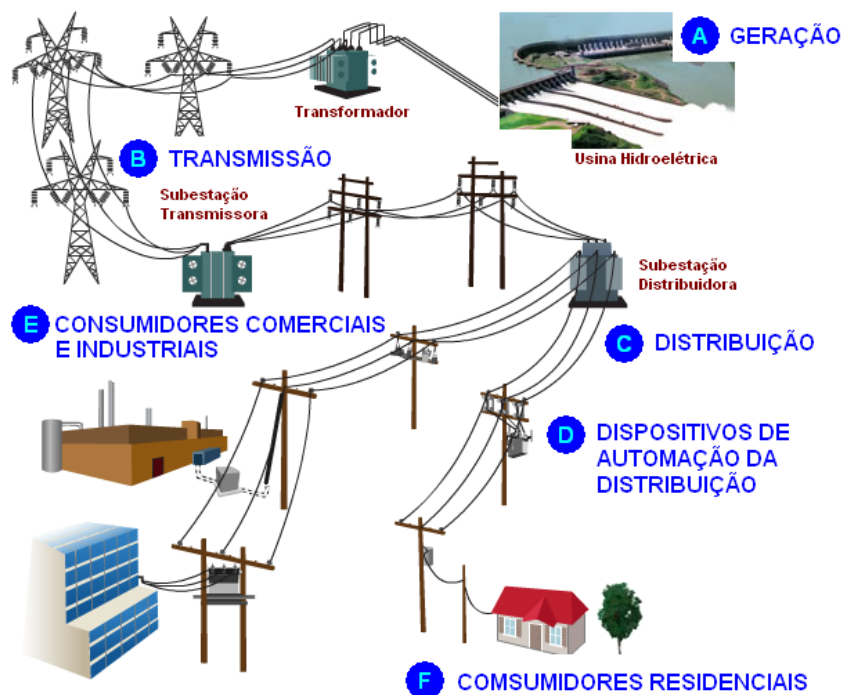 A GERAÇÃO
Transformador
Usina Hidroelétrica
B TRANSMISSÃO
Subestação
Transmissora
Subestação
Distribuidora
E CONSUMIDORES COMERCIAIS
E INDUSTRIAIS
C DISTRIBUIÇÃO
D DISPOSITIVOS DE
AUTOMAÇÃO DA
DISTRIBUIÇÃO
F COMSUMIDORES RESIDENCIAIS